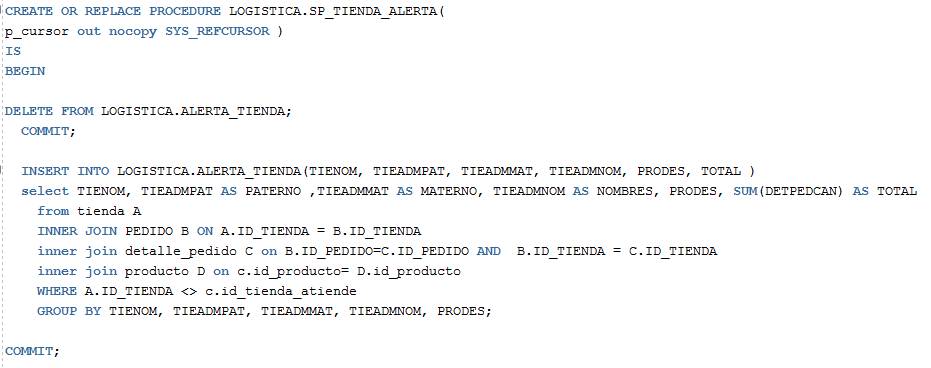 CREATE OR REPLACE PROCEDURE LOGISTICA.SP_TIENDA_ALERTA(
p_cursor out nocopy SYS_REFCURSOR )
IS
BEGIN
DELETE FROM LOGISTICA.ALERTA_TIENDA;
COMMIT;
INSERT INTO LOGISTICA.ALERTA_TIENDA(TIENOM, TIEADMPAT, TIEADMMAT, TIEADMNOM, PRODES, TOTAL )
select TIENOM, TIEADMPAT AS PATERNO ,TIEADMMAT AS MATERNO, TIEADMNOM AS NOMBRES, PRODES, SUM(DETPEDCAN) AS TOTAL
from tienda A
INNER JOIN PEDIDO B ON A.ID_TIENDA = B.ID_TIENDA
inner join detalle_pedido C on B.ID_PEDIDO=C.ID_PEDIDO AND  B.ID_TIENDA = C.ID_TIENDA
inner join producto D on c.id_producto= D.id_producto
WHERE A.ID_TIENDA <> c.id_tienda_atiende
GROUP BY TIENOM, TIEADMPAT, TIEADMMAT, TIEADMNOM, PRODES;
COMMIT;